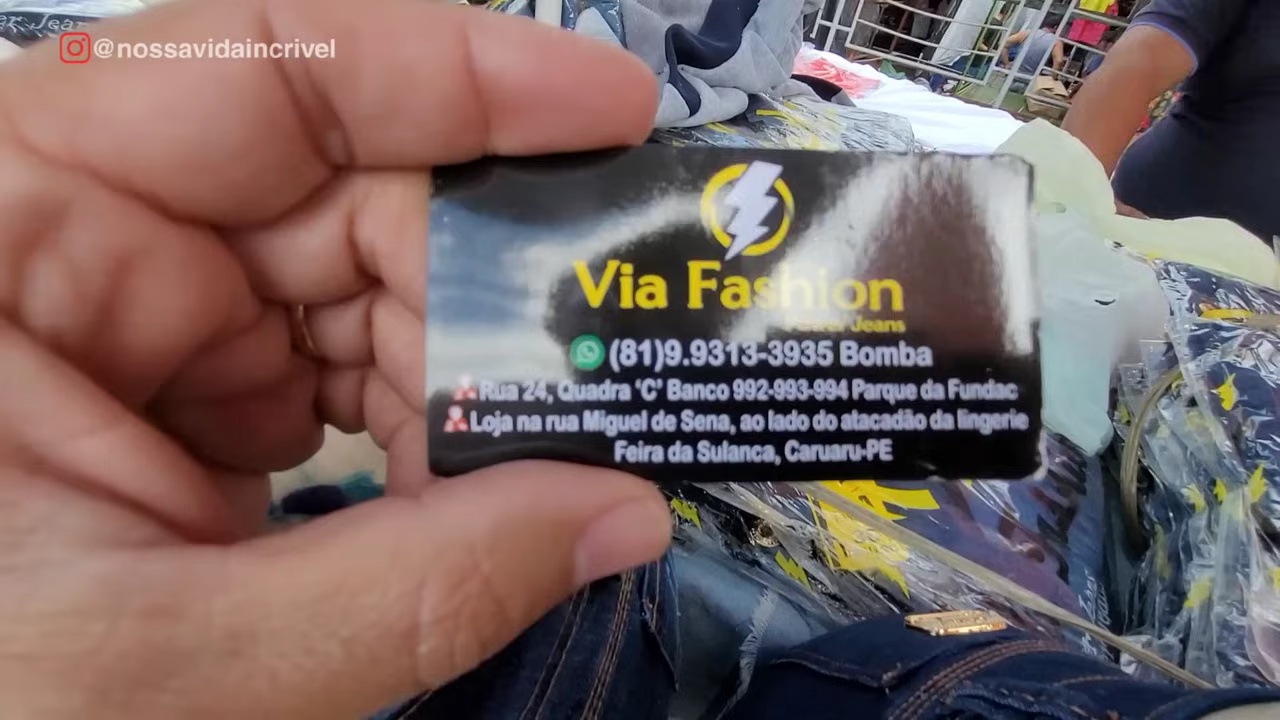 @nossavidaincrivel
Via Fashion
Jeans
(81)9.9313-3935 Bomba
Rua 24, Quadra 'C' Banco 992-993-994 Parque da Fundac
Loja na rua Miguel de Sena, ao lado do atacadão da lingerie
Feira da Sulanca, Caruaru-PE